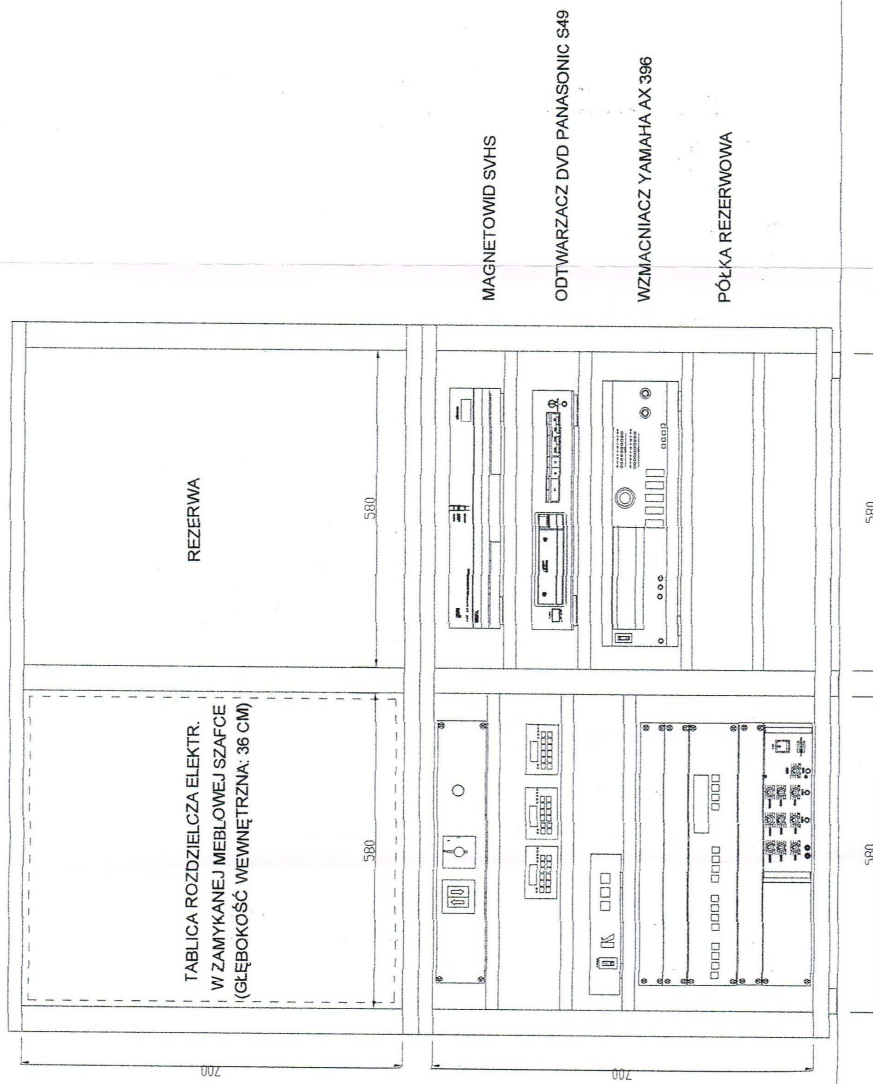 TABLICA ROZDZIELCZA ELEKTR.
W ZAMYKANEJ MEBLOWEJ SZAFCE
(GŁĘBOKOŚĆ WEWNĘTRZNA: 36 CM)
REZERWA
580
580
700
MAGNETOWID SVHS
ODTWARZACZ DVD PANASONIC S49
WZMACNIACZ YAMAHA AX 396
PÓŁKA REZERWOWA
700
580
580